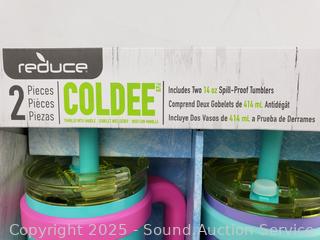 reduce
2 Pieces
Pièces
Piezas
COLDEE
Includes Two 14 oz Spill-Proof Tumblers
Comprend Deux Gobelets de 414 mL Antidégât
Incluye Dos Vasos de 414 mL a Prueba de Derrames
Copyright 2025 - Sound Auction Service